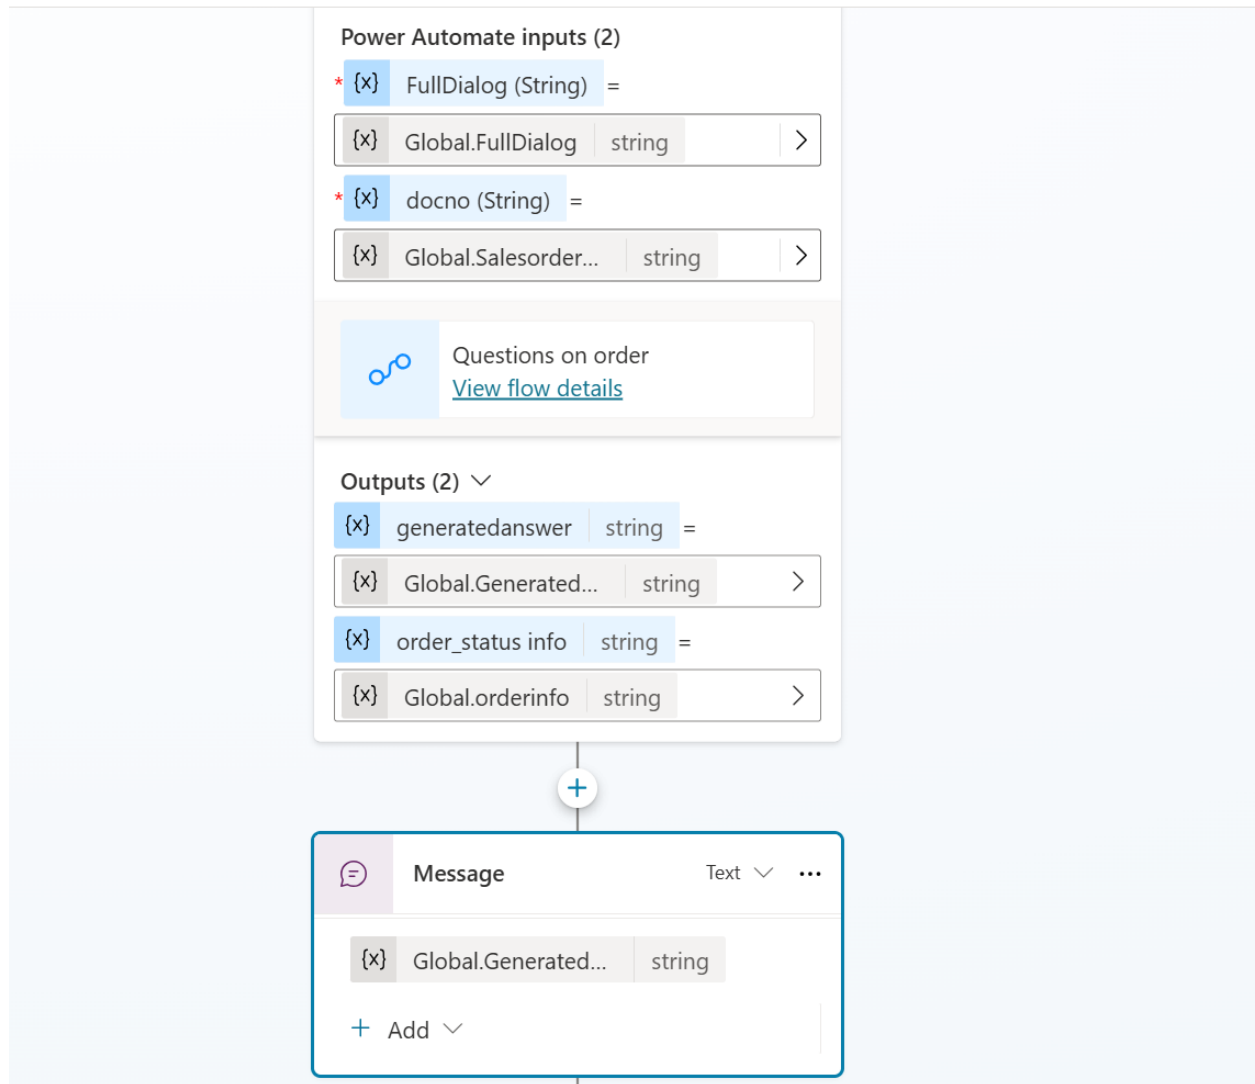 Power Automate inputs (2)
* {x} FullDialog (String) =
{x} Global.FullDialog string
* {x} docno (String) =
{x} Global.Salesorder... string
Questions on order
View flow details
Outputs (2)
{x} generatedanswer string =
{x} Global.Generated... string
{x} order_status info string =
{x} Global.orderinfo string
Message Text
{x} Global.Generated... string
+ Add